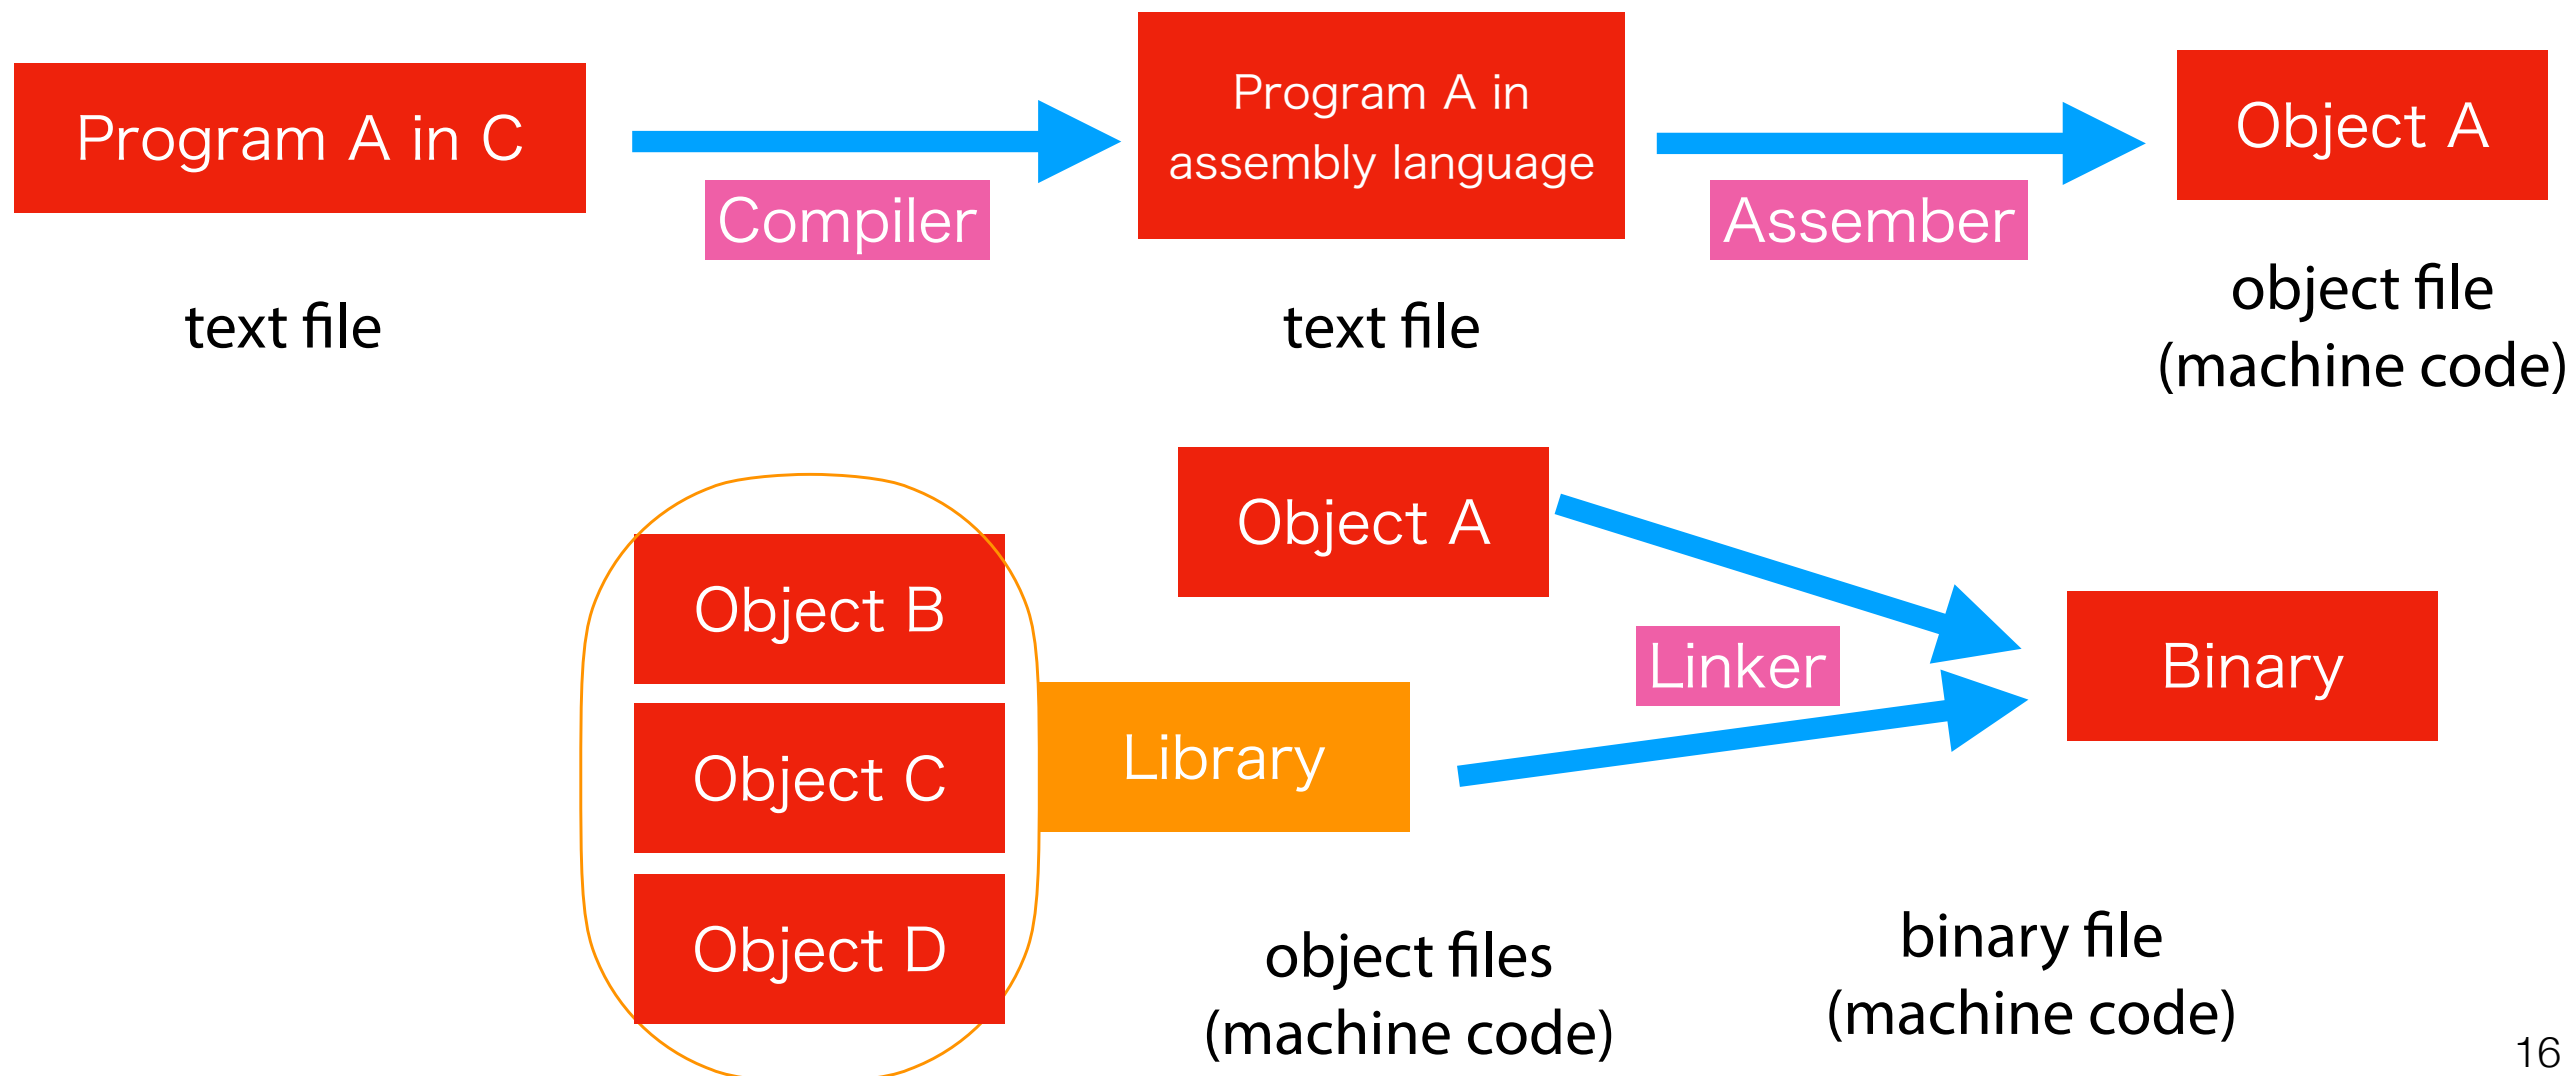 Program A in C
Compiler
Program A in
assembly language
Assember
Object A
text file
text file
object file
(machine code)
Object A
Object B
Object C
Object D
Library
Linker
Binary
object files
(machine code)
binary file
(machine code)
16